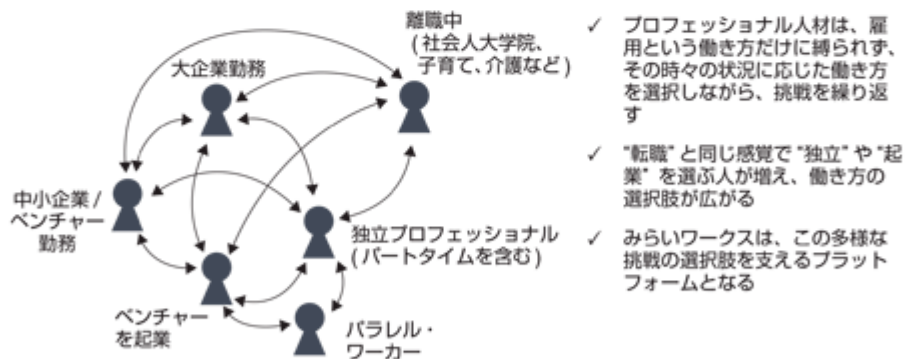 離職中
(社会人大学院、
子育て、介護など)
大企業勤務
中小企業/
ベンチャー
勤務
独立プロフェッショナル
(パートタイムを含む)
ベンチャー
を起業
パラレル・
ワーカー
✓ プロフェッショナル人材は、雇
用という働き方だけに縛られず、
その時々の状況に応じた働き方
を選択しながら、挑戦を繰り返
す
✓ "転職" と同じ感覚で "独立" や "起
業" を選ぶ人が増え、働き方の
選択肢が広がる
✓ みらいワークスは、この多様な
挑戦の選択肢を支えるプラット
フォームとなる